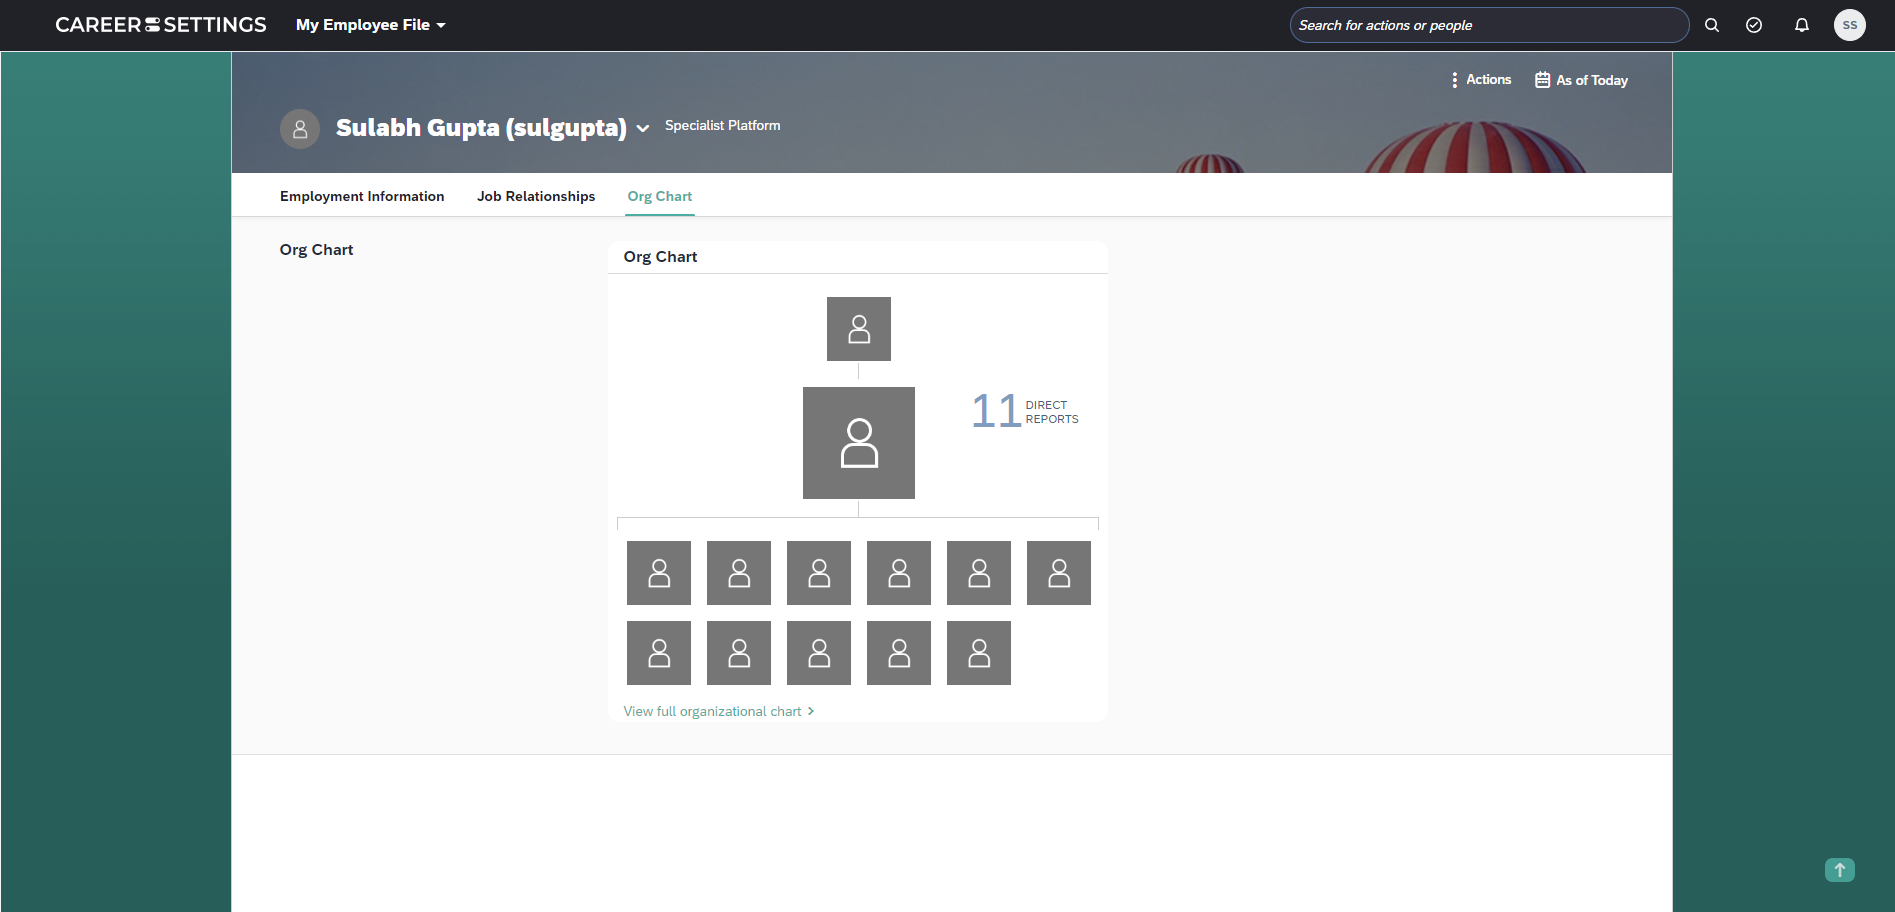 CAREER SETTINGS
My Employee File
Search for actions or people
SS
Actions
As of Today
Sulabh Gupta (sulgupta)
Specialist Platform
Employment Information
Job Relationships
Org Chart
Org Chart
Org Chart
11 DIRECT
REPORTS
View full organizational chart